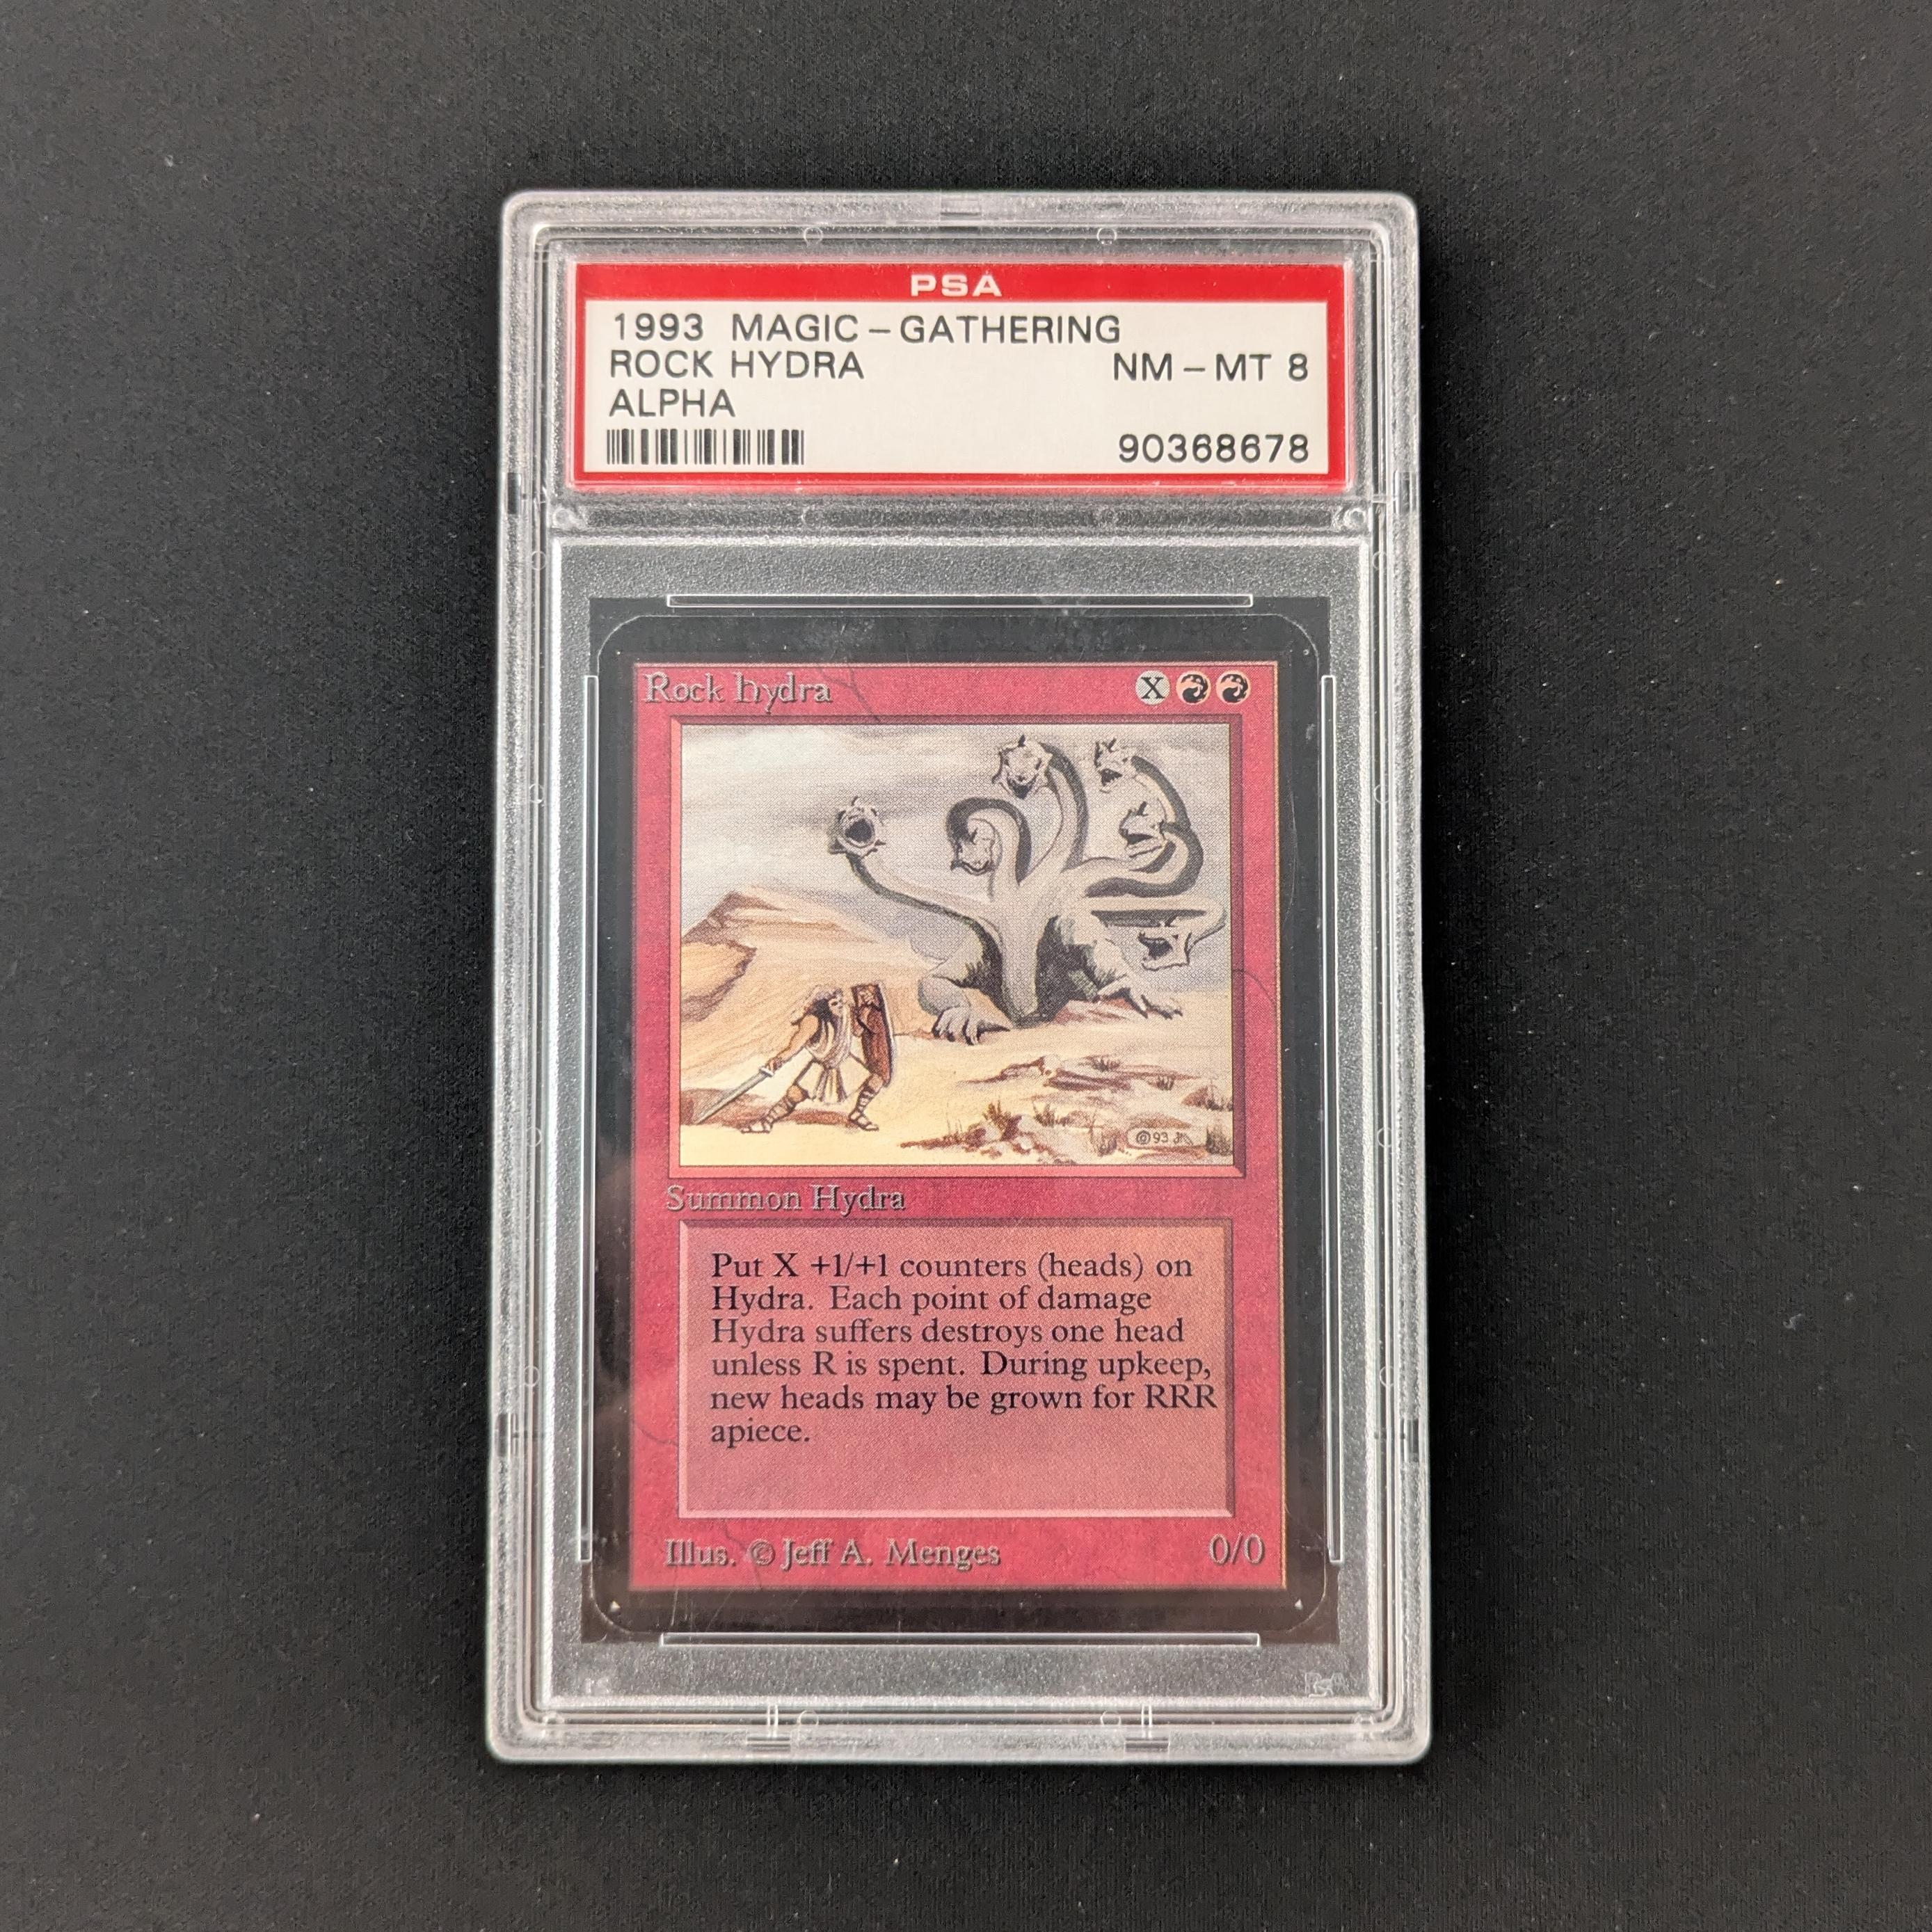 PSA
1993 MAGIC-GATHERING
ROCK HYDRA NM-MT 8
ALPHA
90368678
Rock Hydra X
Summon Hydra
Put X +1/+1 counters (heads) on
Hydra. Each point of damage
Hydra suffers destroys one head
unless R is spent. During upkeep,
new heads may be grown for RRR
apiece.
Illus. © Jeff A. Menges 0/0